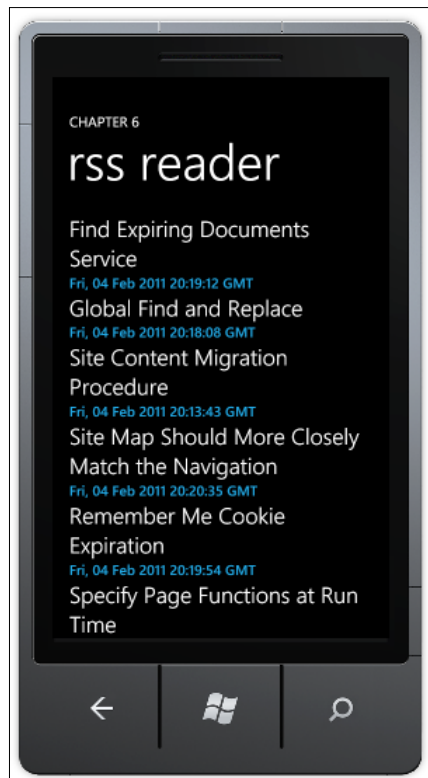 CHAPTER 6
rss reader
Find Expiring Documents
Service
Fri, 04 Feb 2011 20:19:12 GMT
Global Find and Replace
Fri, 04 Feb 2011 20:18:08 GMT
Site Content Migration
Procedure
Fri, 04 Feb 2011 20:13:43 GMT
Site Map Should More Closely
Match the Navigation
Fri, 04 Feb 2011 20:20:35 GMT
Remember Me Cookie
Expiration
Fri, 04 Feb 2011 20:19:54 GMT
Specify Page Functions at Run
Time